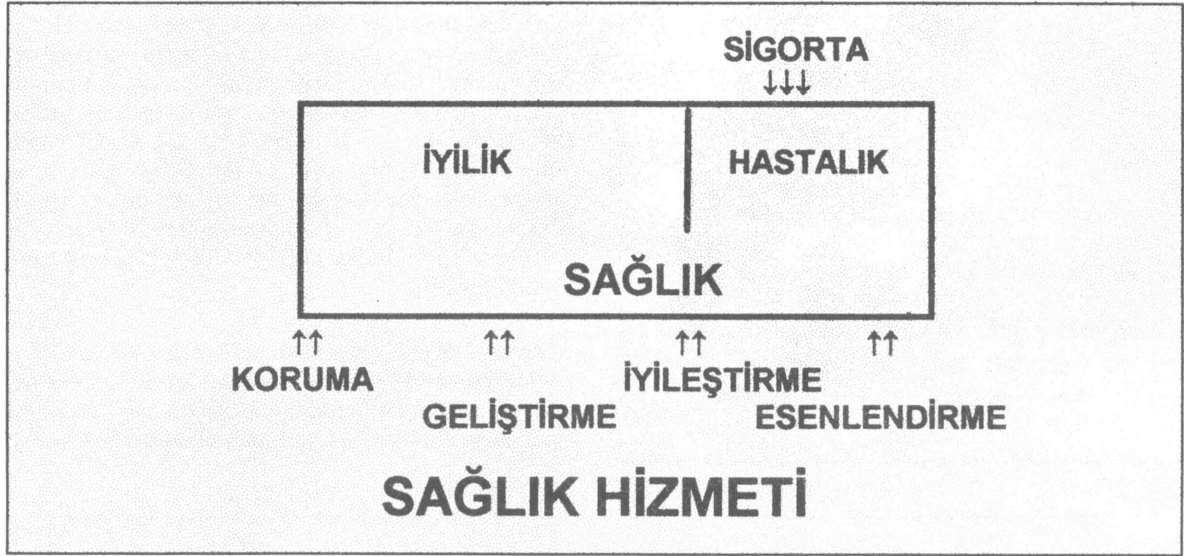 SİGORTA
↓↓↓
İYİLİK HASTALIK
SAĞLIK
↑↑ ↑↑ ↑↑ ↑↑
KORUMA İYİLEŞTİRME
GELİŞTİRME ESENLENDİRME
SAĞLIK HİZMETİ